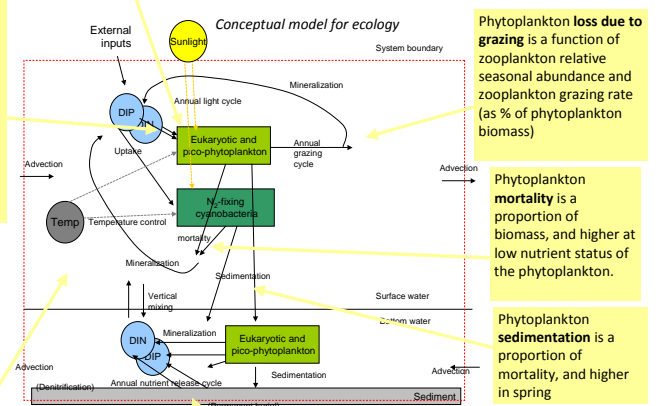 Conceptual model for ecology
External
inputs
Sunlight
System boundary
Mineralization
Annual light cycle
DIP
DIN
Uptake
Eukaryotic and
pico-phytoplankton
Annual
grazing
cycle
Advection
Advection
N2-fixing
cyanobacteria
Temp
Temperature control
mortality
Mineralization
Sedimentation
Vertical
mixing
Surface water
Bottom water
DIN
DIP
Mineralization
Eukaryotic and
pico-phytoplankton
Advection
Advection
Sedimentation
(Denitrification)
Annual nutrient release cycle
Sediment
(Permanent burial)
Phytoplankton loss due to
grazing is a function of
zooplankton relative
seasonal abundance and
zooplankton grazing rate
(as % of phytoplankton
biomass)
Phytoplankton
mortality is a
proportion of
biomass, and higher at
low nutrient status of
the phytoplankton.
Phytoplankton
sedimentation is a
proportion of
mortality, and higher
in spring